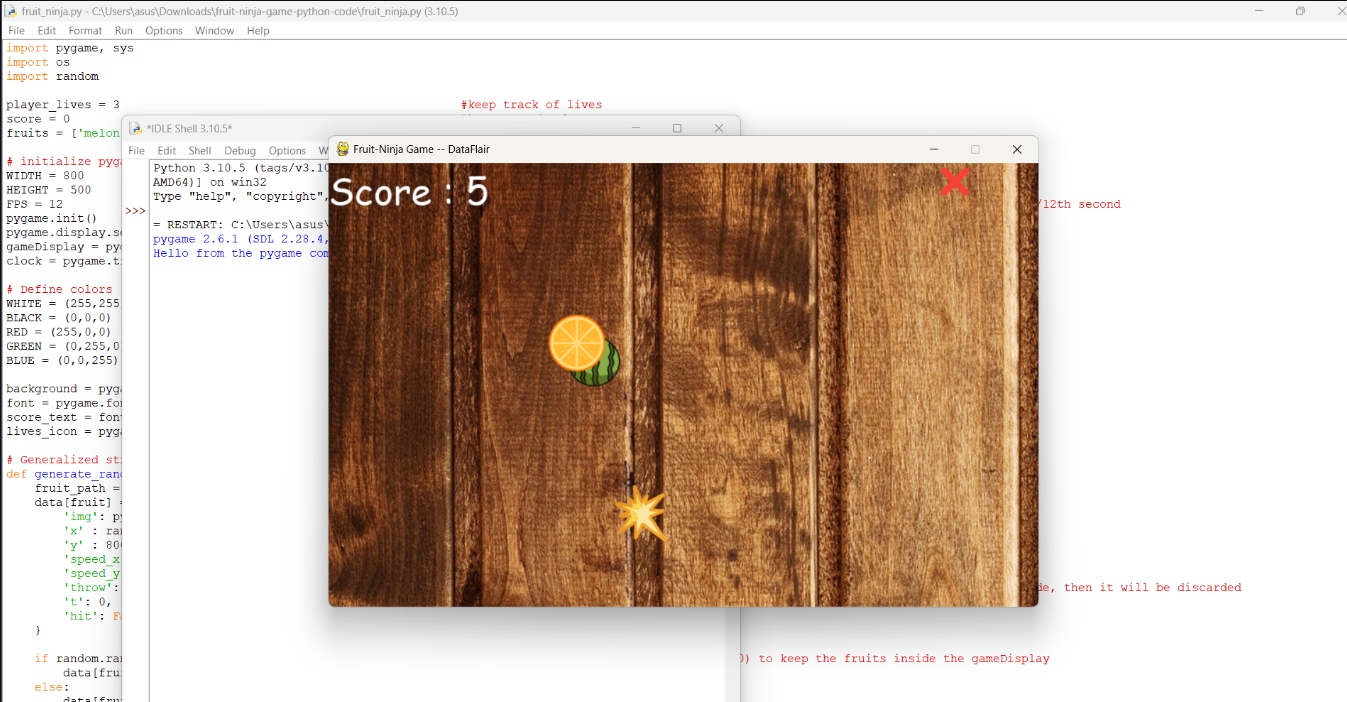 fruit_ninja.py - C:\Users\asus\Downloads\fruit-ninja-game-python-code\fruit_ninja.py (3.10.5)
File Edit Format Run Options Window Help
import pygame, sys
import os
import random
player_lives = 3 #keep track of lives
score = 0
fruits = ['melon
# initialize pyga
WIDTH = 800
HEIGHT = 500
FPS = 12 /12th second
pygame.init()
pygame.display.s
gameDisplay = pyg
clock = pygame.t
# Define colors
WHITE = (255,255,
BLACK = (0,0,0)
RED = (255,0,0)
GREEN = (0,255,0
BLUE = (0,0,255)
background = pyga
font = pygame.fo
score_text = fon
lives_icon = pyg
# Generalized st
def generate_ran
fruit_path =
data[fruit] =
'img': p
'x' : ra
'y' : 800
'speed_x
'speed_y
'throw': de, then it will be discarded
't': 0,
'hit': F
}
if random.ra 0) to keep the fruits inside the gameDisplay
data[fru
else:
data[fru
*IDLE Shell 3.10.5*
File Edit Shell Debug Options W
Python 3.10.5 (tags/v3.10
AMD64)] on win32
Type "help", "copyright",
>>>
= RESTART: C:\Users\asus\
pygame 2.6.1 (SDL 2.28.4,
Hello from the pygame com
Fruit-Ninja Game -- DataFlair
Score : 5